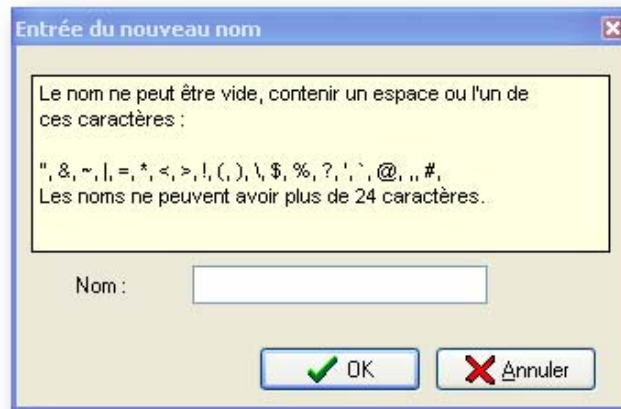 Entrée du nouveau nom
Le nom ne peut être vide, contenir un espace ou l'un de
ces caractères :
", &, ~, |, =, *, <, >, !, (, ), \, $, %, ?, ', `, @, ,, #,
Les noms ne peuvent avoir plus de 24 caractères.
Nom :
OK
Annuler